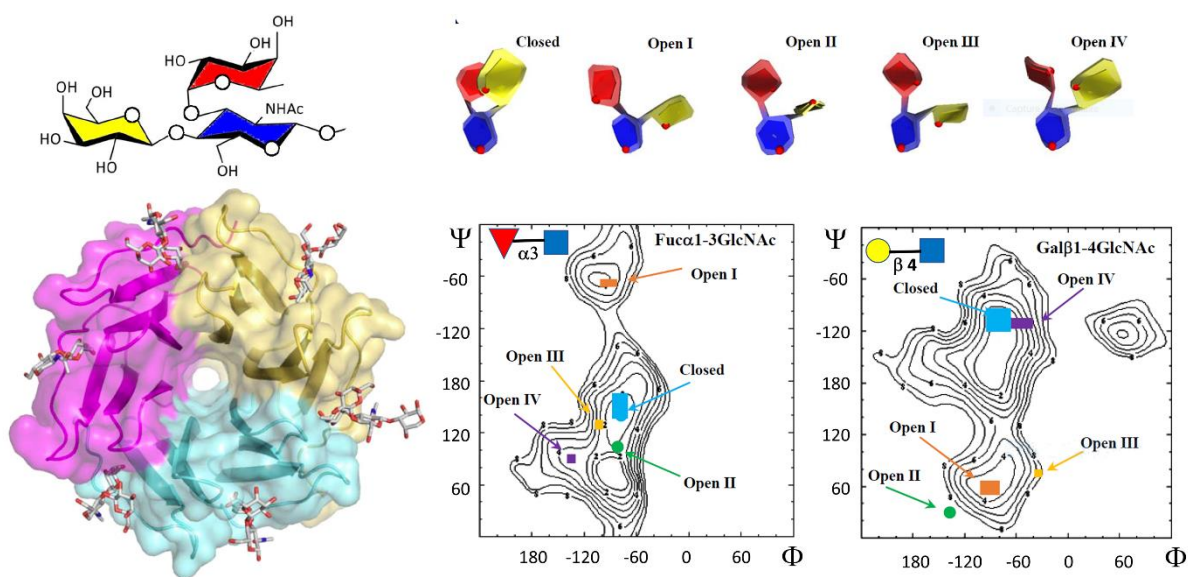 OH
OH
HO
HO
OH
O
NHAc
OH
HO
HO
OH
OH
Closed
Open I
Open II
Open III
Open IV
Ψ
Fucα1-3GlcNAc
α3
-60
Open I
-120
Open III
180
Closed
Open IV
120
60
Open II
180 120 60 0 60 Φ
Ψ
Galβ1-4GlcNAc
β 4
Closed
Open IV
-60
-120
180
Open I
120
Open III
Open II
60
180 -120 -60 0 60 Φ